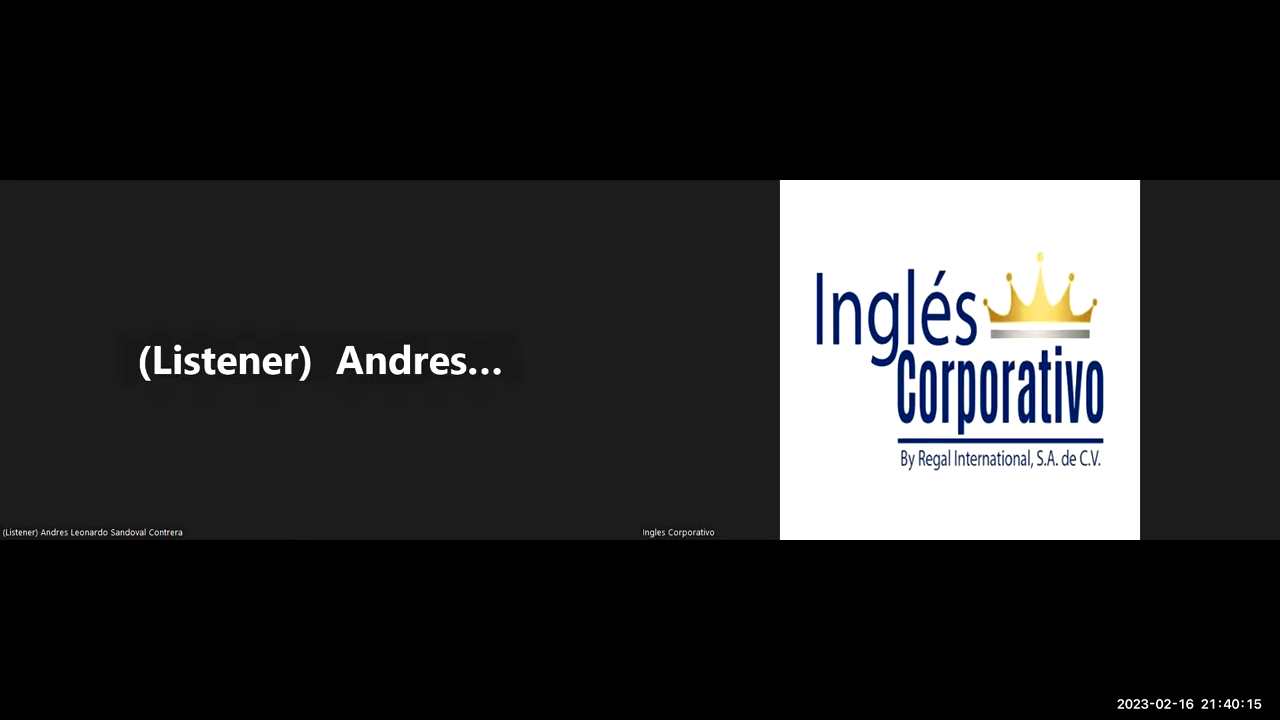 (Listener) Andres...
Inglés
Corporativo
By Regal International, S.A. de C.V.
(Listener) Andres Leonardo Sandoval Contrera
Ingles Corporativo
2023-02-16 21:40:15